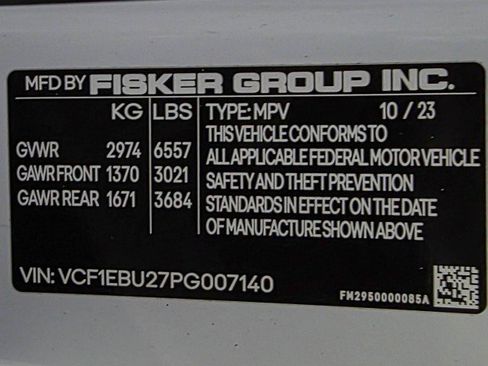 MFD BY FISKER GROUP INC.
KG LBS TYPE: MPV 10 / 23
THIS VEHICLE CONFORMS TO
GVWR 2974 6557 ALL APPLICABLE FEDERAL MOTOR VEHICLE
GAWR FRONT 1370 3021 SAFETY AND THEFT PREVENTION
GAWR REAR 1671 3684 STANDARDS IN EFFECT ON THE DATE
OF MANUFACTURE SHOWN ABOVE
VIN: VCF1EBU27PG007140
FM2950000085A